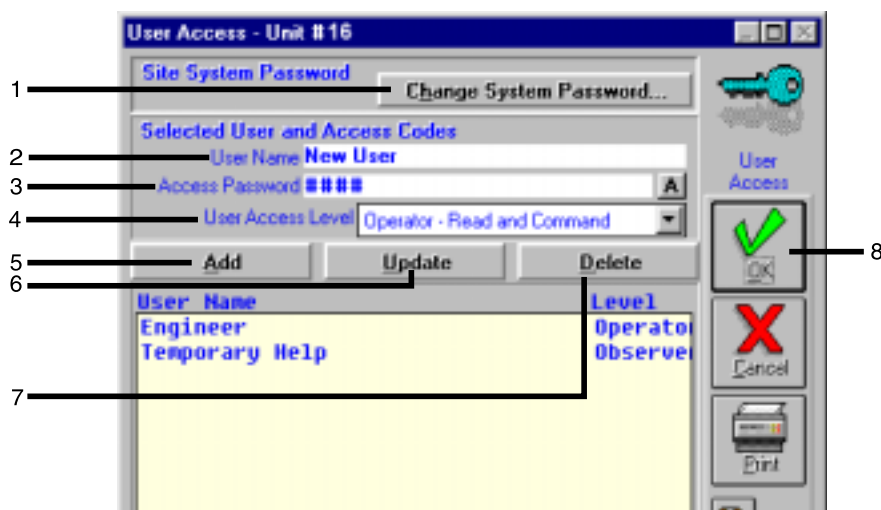 User Access - Unit #16
Site System Password
1 Change System Password...
Selected User and Access Codes
2 User Name New User
3 Access Password #### A
4 User Access Level Operator - Read and Command
User
Access
5 Add Update Delete
6
OK 8
User Name Level
Engineer Operator
Temporary Help Observer
Cancel
7
Print